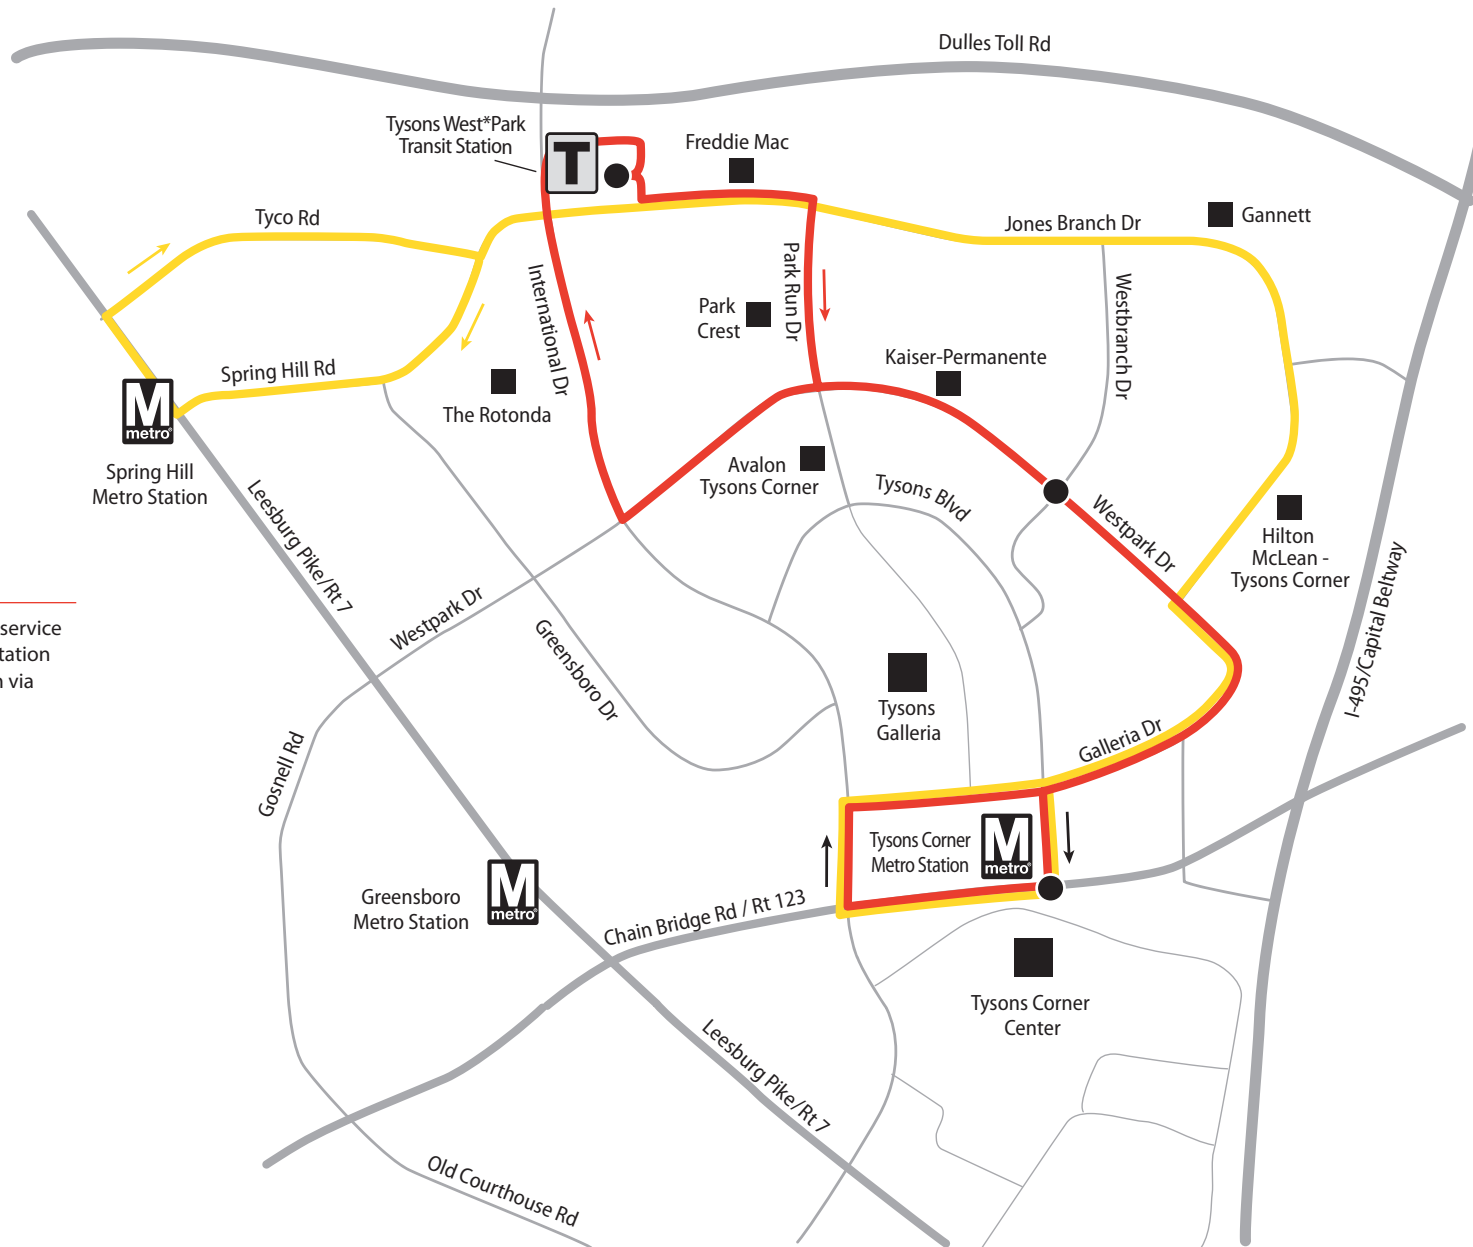 Dulles Toll Rd
Tysons West*Park
Transit Station
T
Freddie Mac
Gannett
Tyco Rd
Jones Branch Dr
International Dr
Park Run Dr
Westbranch Dr
Park
Crest
Kaiser-Permanente
Spring Hill Rd
The Rotonda
M
metro
Spring Hill
Metro Station
Avalon
Tysons Corner
Tysons Blvd
Leesburg Pike/Rt 7
Westpark Dr
Hilton
McLean -
Tysons Corner
I-495/Capital Beltway
service
tation
via
Westpark Dr
Greensboro Dr
Tysons
Galleria
Galleria Dr
Gosnell Rd
Tysons Corner
Metro Station
M
metro
Greensboro
Metro Station
M
metro
Chain Bridge Rd / Rt 123
Tysons Corner
Center
Leesburg Pike/Rt 7
Old Courthouse Rd